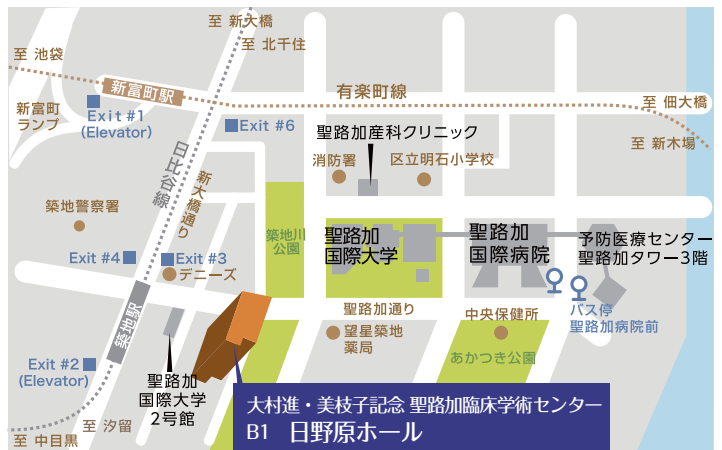 至 新大橋
至 北千住
至 池袋
新富町駅
有楽町線
至 佃大橋
新富町
ランプ
Exit #1
(Elevator)
Exit #6
聖路加産科クリニック
至 新木場
日比谷線
消防署
区立明石小学校
新大橋通り
築地警察署
築地川
公園
聖路加
国際大学
聖路加
国際病院
予防医療センター
聖路加タワー3階
Exit #4
Exit #3
デニーズ
築地駅
聖路加通り
中央保健所
バス停
聖路加病院前
望星築地
薬局
あかつき公園
Exit #2
(Elevator)
聖路加
国際大学
2号館
大村進・美枝子記念 聖路加臨床学術センター
B1 日野原ホール
至 汐留
至 中目黒